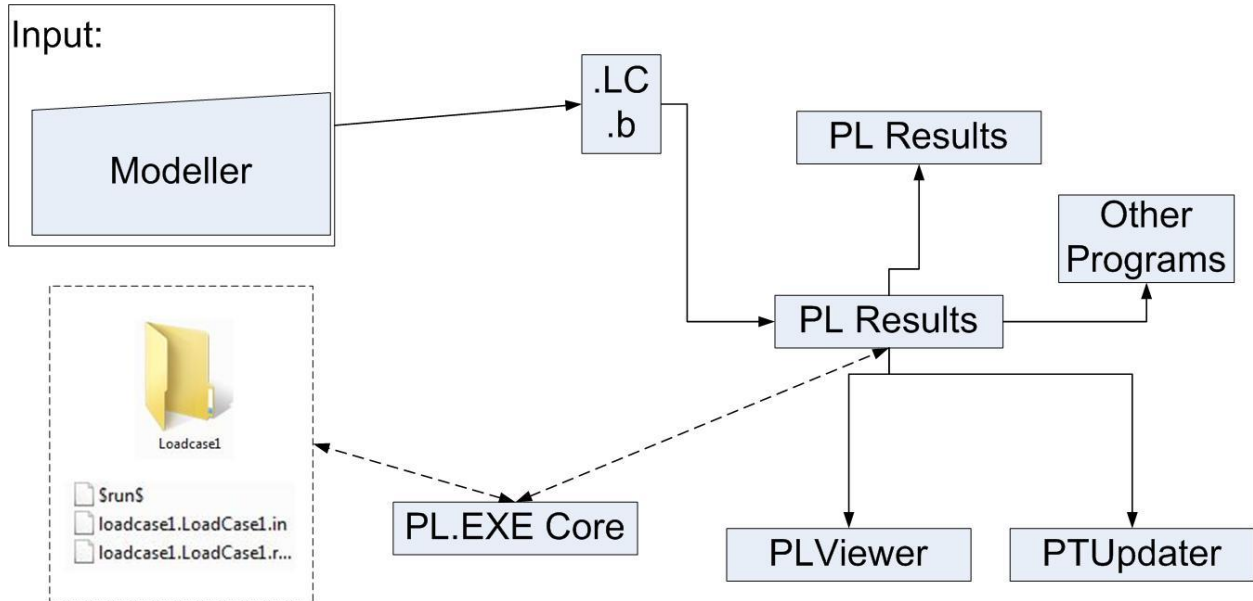 Input:
Modeller
.LC
.b
PL Results
Other
Programs
PL Results
Loadcase1
$run$
loadcase1.LoadCase1.in
loadcase1.LoadCase1.r...
PL.EXE Core
PLViewer
PTUpdater